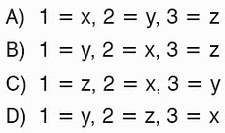 A) 1 = x, 2 = y, 3 = z
B) 1 = y, 2 = x, 3 = z
C) 1 = z, 2 = x, 3 = y
D) 1 = y, 2 = z, 3 = x